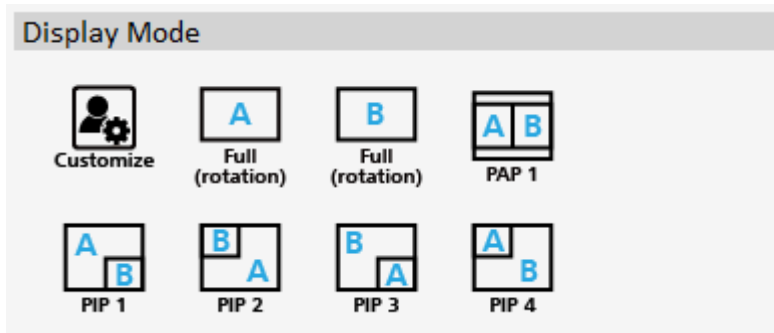 Display Mode
A
B
A B
Customize
Full
(rotation)
Full
(rotation)
PAP 1
A
B
B
A
B
A
A
B
PIP 1
PIP 2
PIP 3
PIP 4